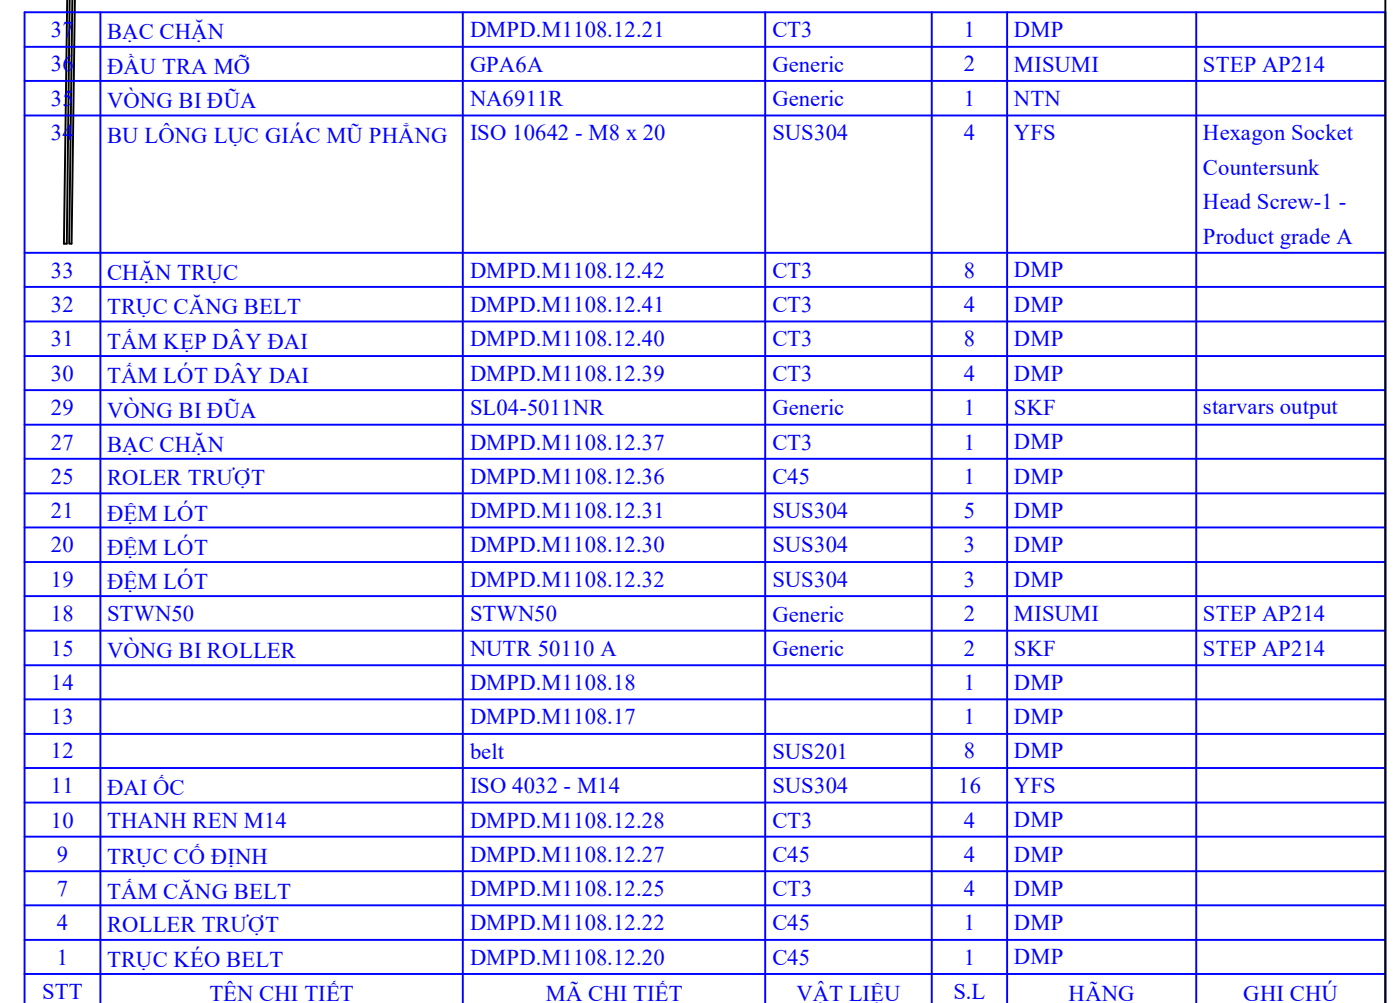 37 BẠC CHẶN DMPD.M1108.12.21 CT3 1 DMP
36 ĐẦU TRA MỠ GPA6A Generic 2 MISUMI STEP AP214
35 VÒNG BI ĐŨA NA6911R Generic 1 NTN
34 BU LÔNG LỤC GIÁC MŨ PHẲNG ISO 10642 - M8 x 20 SUS304 4 YFS Hexagon Socket
Countersunk
Head Screw-1 -
Product grade A
33 CHẶN TRỤC DMPD.M1108.12.42 CT3 8 DMP
32 TRỤC CĂNG BELT DMPD.M1108.12.41 CT3 4 DMP
31 TẤM KẸP DÂY ĐAI DMPD.M1108.12.40 CT3 8 DMP
30 TẤM LÓT DÂY DAI DMPD.M1108.12.39 CT3 4 DMP
29 VÒNG BI ĐŨA SL04-5011NR Generic 1 SKF starvars output
27 BẠC CHẶN DMPD.M1108.12.37 CT3 1 DMP
25 ROLER TRƯỢT DMPD.M1108.12.36 C45 1 DMP
21 ĐỆM LÓT DMPD.M1108.12.31 SUS304 5 DMP
20 ĐỆM LÓT DMPD.M1108.12.30 SUS304 3 DMP
19 ĐỆM LÓT DMPD.M1108.12.32 SUS304 3 DMP
18 STWN50 STWN50 Generic 2 MISUMI STEP AP214
15 VÒNG BI ROLLER NUTR 50110 A Generic 2 SKF STEP AP214
14 DMPD.M1108.18 1 DMP
13 DMPD.M1108.17 1 DMP
12 belt SUS201 8 DMP
11 ĐAI ỐC ISO 4032 - M14 SUS304 16 YFS
10 THANH REN M14 DMPD.M1108.12.28 CT3 4 DMP
9 TRỤC CỐ ĐỊNH DMPD.M1108.12.27 C45 4 DMP
7 TẤM CĂNG BELT DMPD.M1108.12.25 CT3 4 DMP
4 ROLLER TRƯỢT DMPD.M1108.12.22 C45 1 DMP
1 TRỤC KÉO BELT DMPD.M1108.12.20 C45 1 DMP
STT TÊN CHI TIẾT MÃ CHI TIẾT VẬT LIỆU S.L HÃNG GHI CHÚ